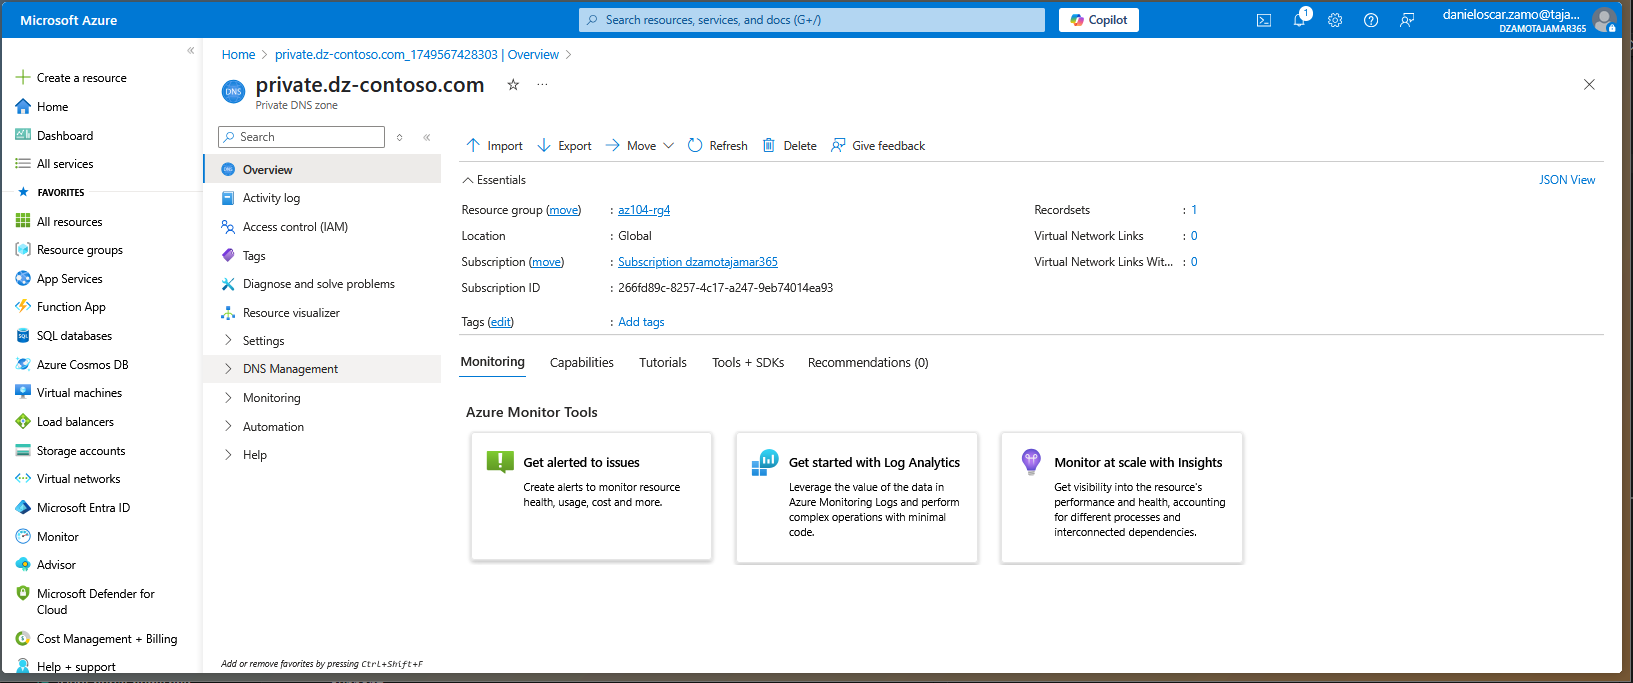 Microsoft Azure
Search resources, services, and docs (G+/)
Copilot
1
danieloscar.zamo@taja...
DZAMOTAJAMAR365
Create a resource
Home
Dashboard
All services
FAVORITES
All resources
Resource groups
App Services
Function App
SQL databases
Azure Cosmos DB
Virtual machines
Load balancers
Storage accounts
Virtual networks
Microsoft Entra ID
Monitor
Advisor
Microsoft Defender for
Cloud
Cost Management + Billing
Help + support
Home > private.dz-contoso.com_1749567428303 | Overview >
DNS
private.dz-contoso.com
Private DNS zone
Search
Overview
Activity log
Access control (IAM)
Tags
Diagnose and solve problems
Resource visualizer
Settings
DNS Management
Monitoring
Automation
Help
Add or remove favorites by pressing Ctrl+Shift+F
Import Export Move Refresh Delete Give feedback
Essentials
JSON View
Resource group (move) : az104-rg4
Location : Global
Subscription (move) : Subscription dzamotajamar365
Subscription ID : 266fd89c-8257-4c17-a247-9eb74014ea93
Tags (edit) : Add tags
Recordsets : 1
Virtual Network Links : 0
Virtual Network Links Wit... : 0
Monitoring Capabilities Tutorials Tools + SDKs Recommendations (0)
Azure Monitor Tools
Get alerted to issues
Create alerts to monitor resource
health, usage, cost and more.
Get started with Log Analytics
Leverage the value of the data in
Azure Monitoring Logs and perform
complex operations with minimal
code.
Monitor at scale with Insights
Get visibility into the resource's
performance and health, accounting
for different processes and
interconnected dependencies.